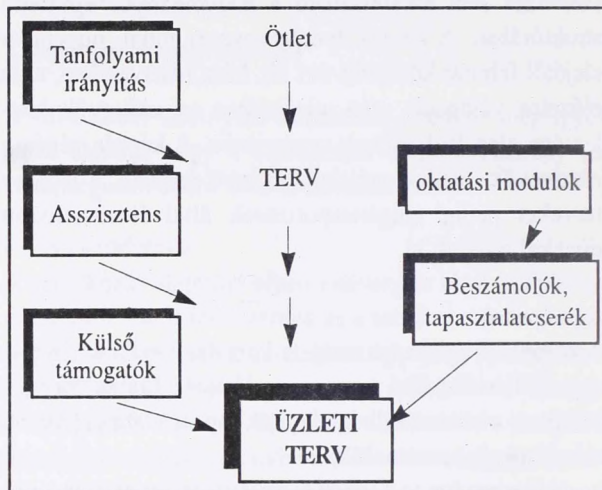 Tanfolyami
irányítás
Ötlet
TERV
oktatási modulok
Asszisztens
Beszámolók,
tapasztalatcserék
Külső
támogatók
ÜZLETI
TERV